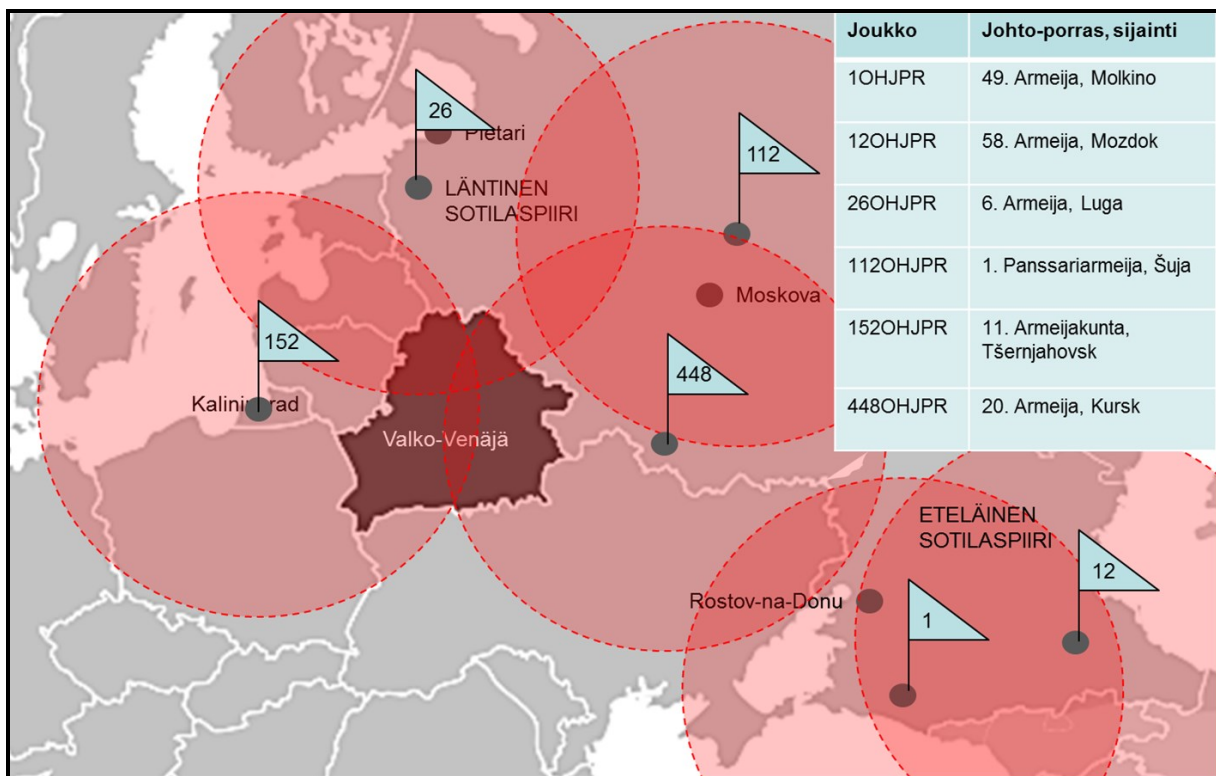 Joukko Johto-porras, sijainti
1OHJPR 49. Armeija, Molkino
12OHJPR 58. Armeija, Mozdok
26OHJPR 6. Armeija, Luga
112OHJPR 1. Panssariarmeija, Šuja
152OHJPR 11. Armeijakunta,
Tšernjahovsk
448OHJPR 20. Armeija, Kursk
26
Pietari
112
LÄNTINEN
SOTILASPIIRI
Moskova
152
448
Kaliningrad
Valko-Venäjä
ETELÄINEN
SOTILASPIIRI
12
Rostov-na-Donu
1